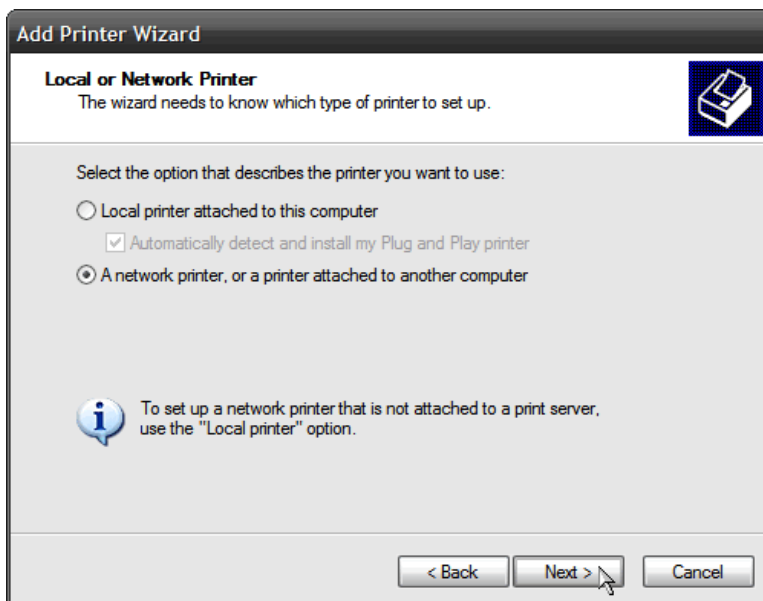 Add Printer Wizard
Local or Network Printer
The wizard needs to know which type of printer to set up.
Select the option that describes the printer you want to use:
Local printer attached to this computer
Automatically detect and install my Plug and Play printer
A network printer, or a printer attached to another computer
To set up a network printer that is not attached to a print server,
use the "Local printer" option.
< Back Next > Cancel